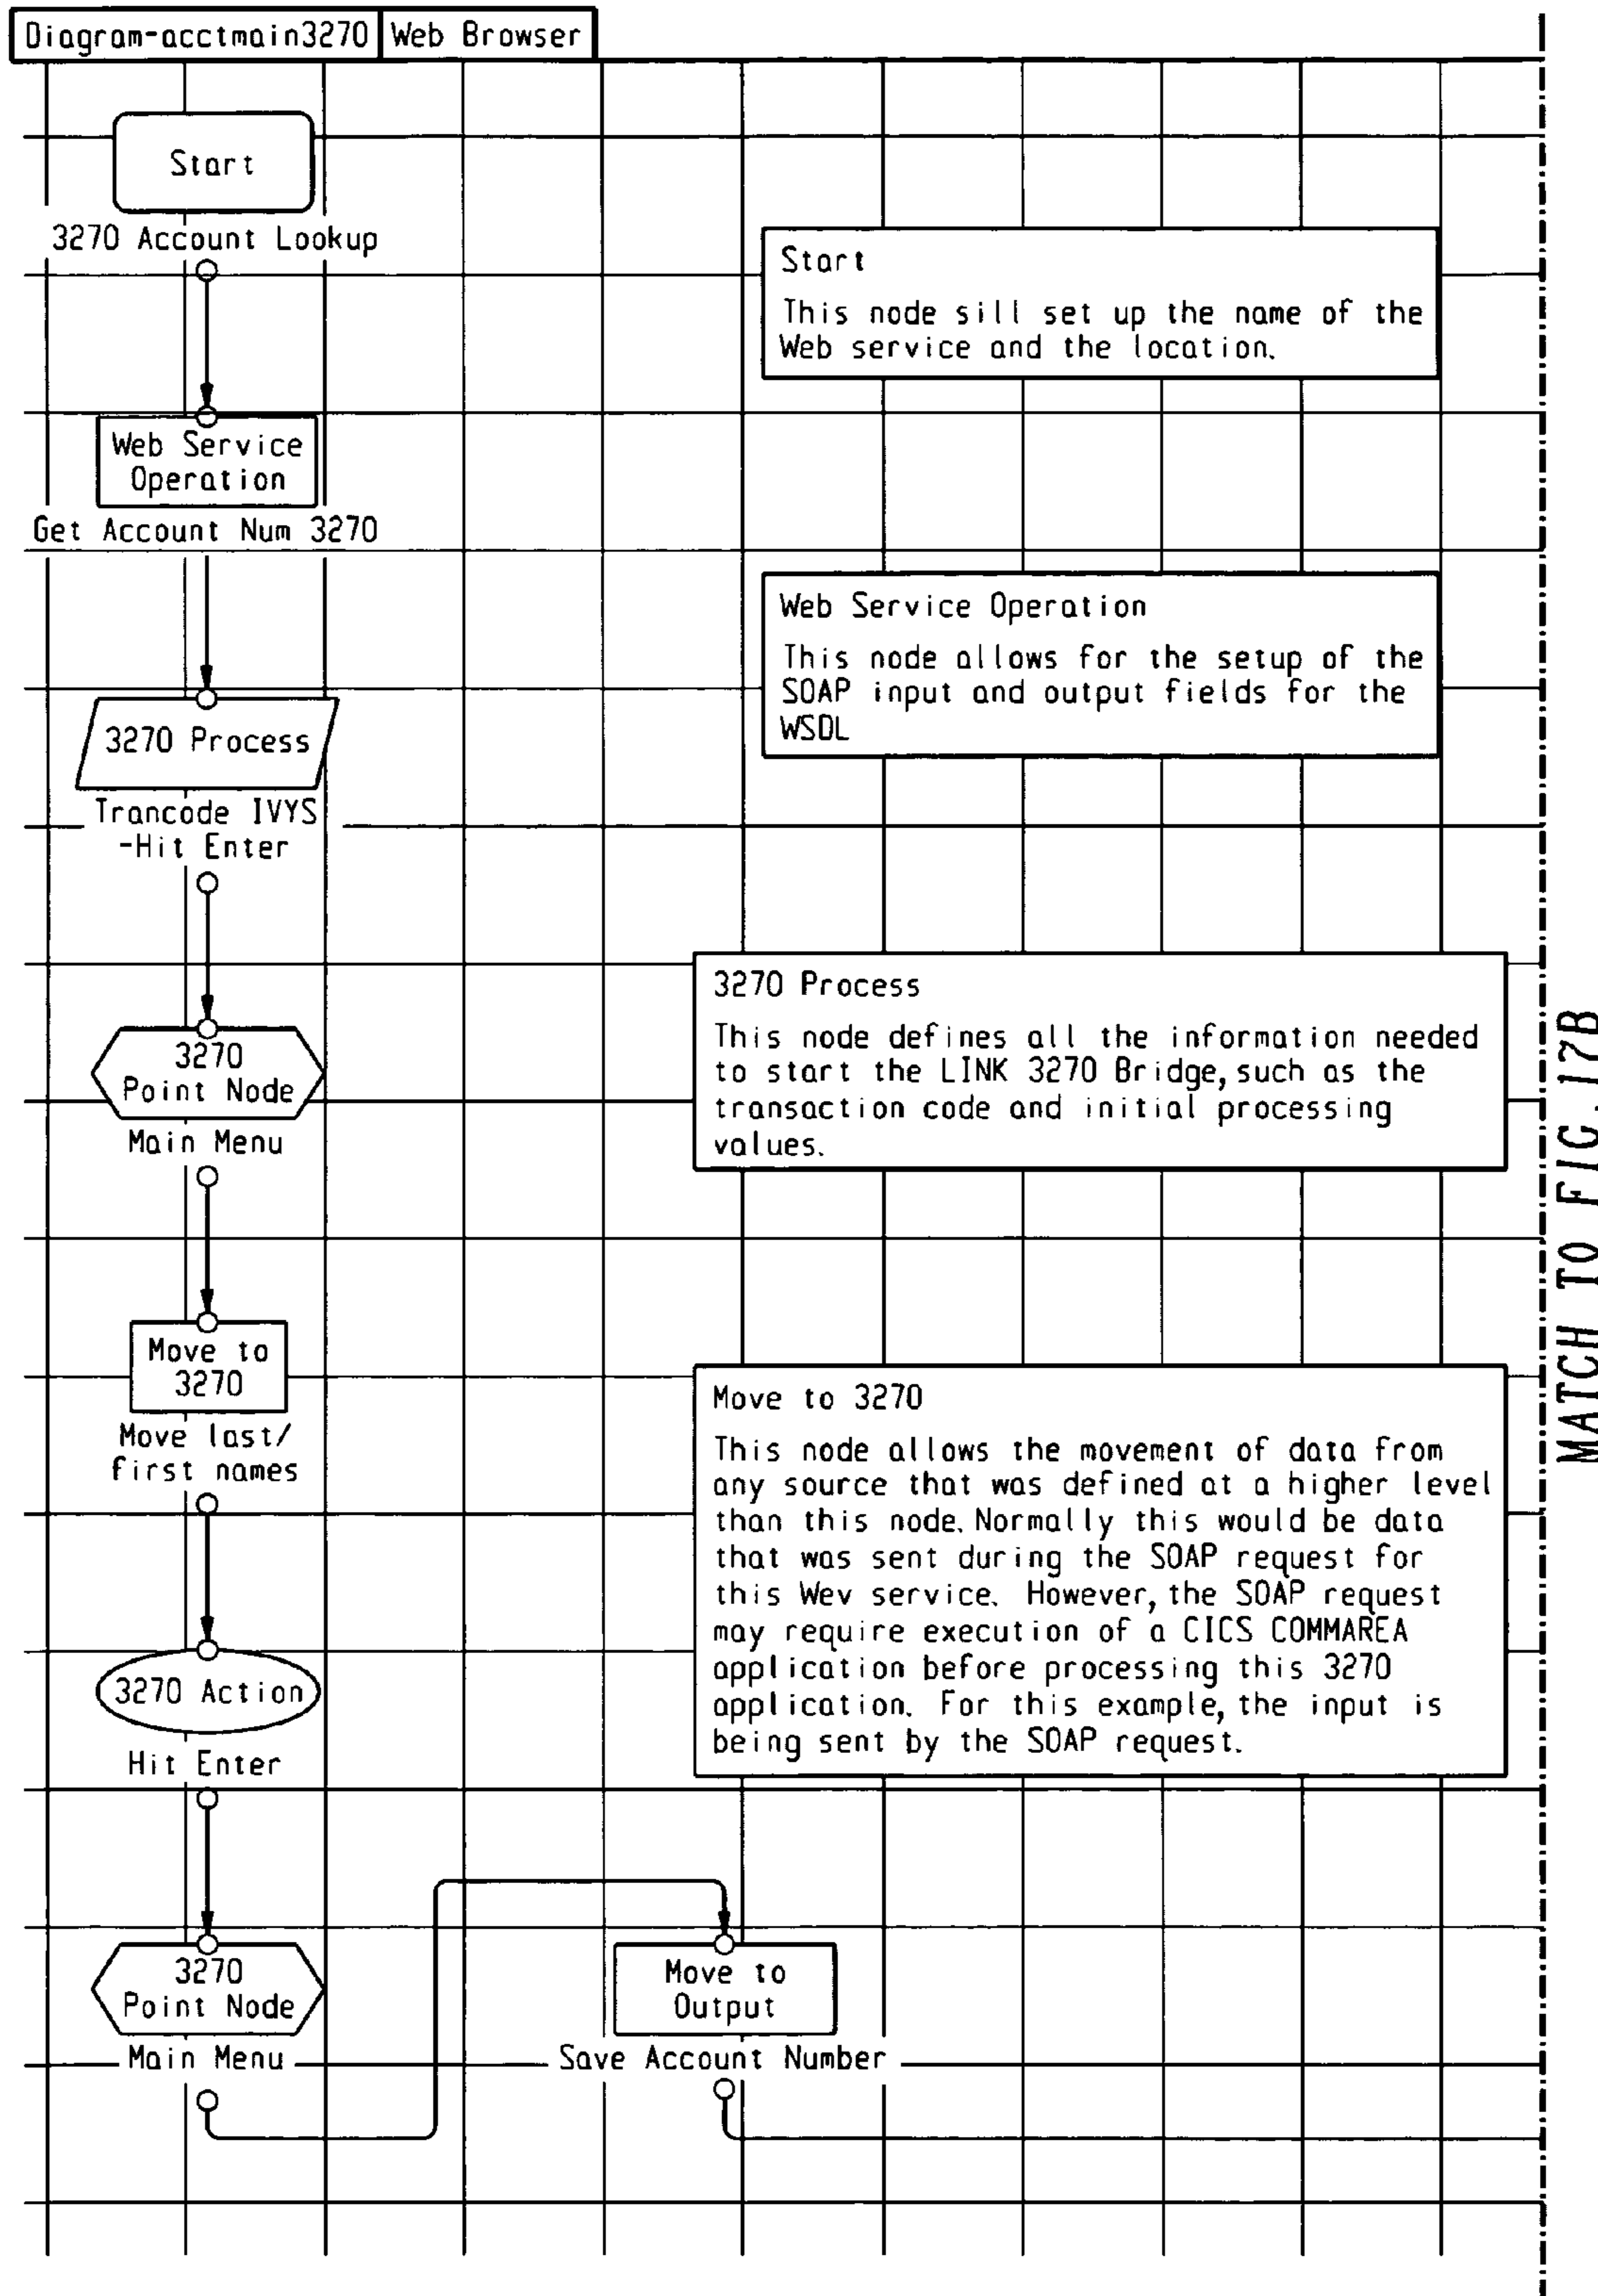 Diagram-acctmain3270 Web Browser
Start
3270 Account Lookup
Start
This node sill set up the name of the
Web service and the location.
Web Service
Operation
Get Account Num 3270
Web Service Operation
This node allows for the setup of the
SOAP input and output fields for the
WSDL
3270 Process
Trancode IVYS
-Hit Enter
3270 Process
This node defines all the information needed
to start the LINK 3270 Bridge, such as the
transaction code and initial processing
values.
3270
Point Node
Main Menu
Move to
3270
Move last/
first names
Move to 3270
This node allows the movement of data from
any source that was defined at a higher level
than this node. Normally this would be data
that was sent during the SOAP request for
this Wev service. However, the SOAP request
may require execution of a CICS COMMAREA
application before processing this 3270
application. For this example, the input is
being sent by the SOAP request.
3270 Action
Hit Enter
3270
Point Node
Main Menu
Move to
Output
Save Account Number
MATCH TO FIG. 17B